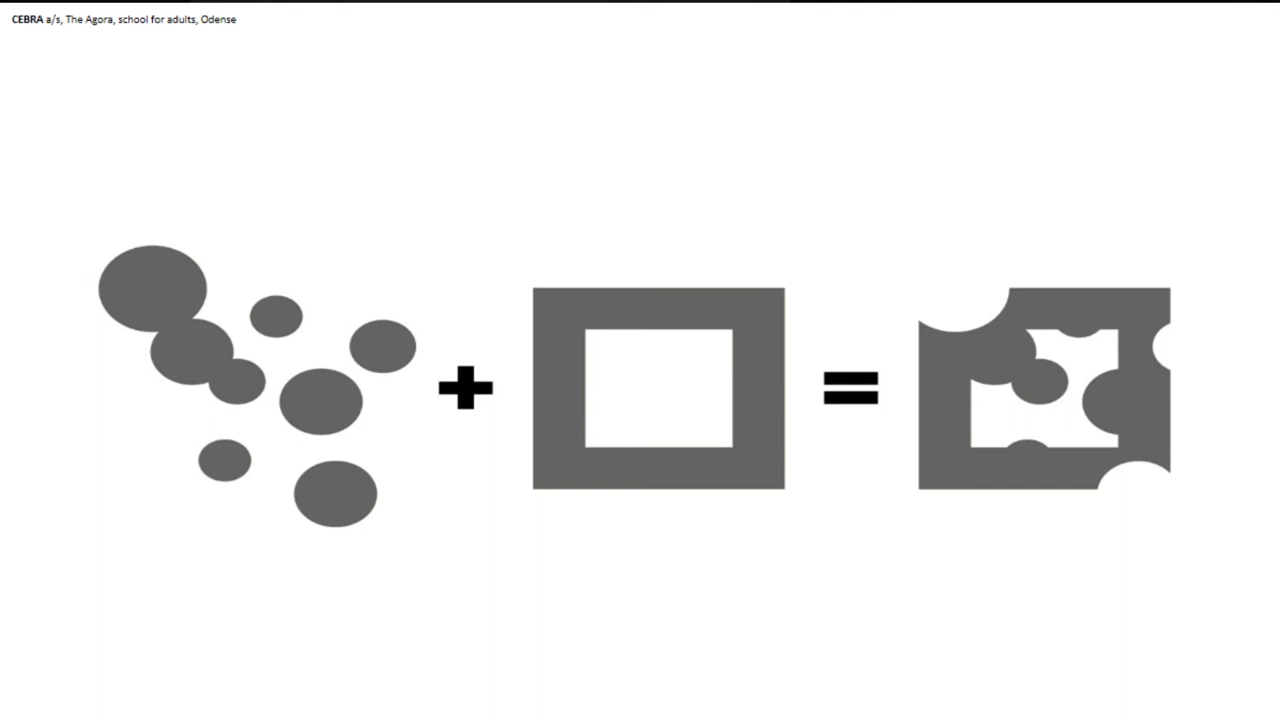 CEBRA a/s, The Agora, school for adults, Odense
+ =